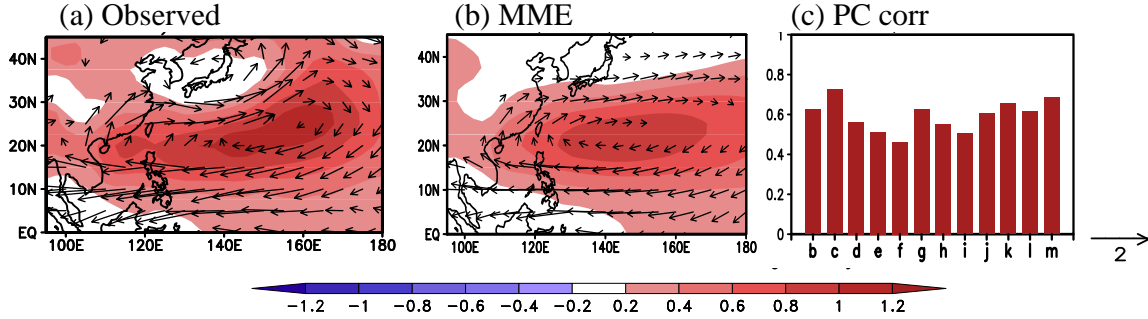 (a) Observed (b) MME (c) PC corr
40N 40N 1
30N 30N 0.8
20N 20N 0.6
10N 10N 0.4
EQ EQ 0.2
0
100E 120E 140E 160E 180 100E 120E 140E 160E 180 b c d e f g h i j k l m
2
-1.2 -1 -0.8 -0.6 -0.4 -0.2 0.2 0.4 0.6 0.8 1 1.2